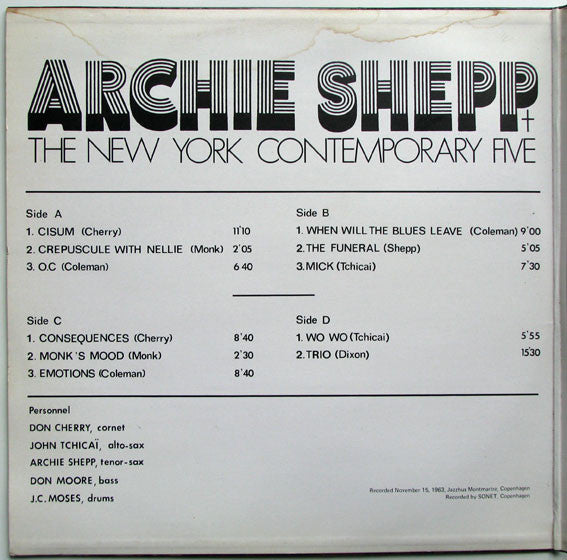 ARCHIE SHEPP +
THE NEW YORK CONTEMPORARY FIVE
Side A
1. CISUM (Cherry) 11'10
2. CREPUSCULE WITH NELLIE (Monk) 2'05
3. O.C (Coleman) 6 40
Side B
1. WHEN WILL THE BLUES LEAVE (Coleman) 9'00
2. THE FUNERAL (Shepp) 5'05
3. MICK (Tchicai) 7'30
Side C
1. CONSEQUENCES (Cherry) 8'40
2. MONK'S MOOD (Monk) 2'30
3. EMOTIONS (Coleman) 8'40
Side D
1. WO WO (Tchicai) 5'55
2. TRIO (Dixon) 15'30
Personnel
DON CHERRY, cornet
JOHN TCHICAÏ, alto-sax
ARCHIE SHEPP, tenor-sax
DON MOORE, bass
J.C. MOSES, drums
Recorded November 15, 1963, Jazzhus Montmartre, Copenhagen
Recorded by SONET, Copenhagen